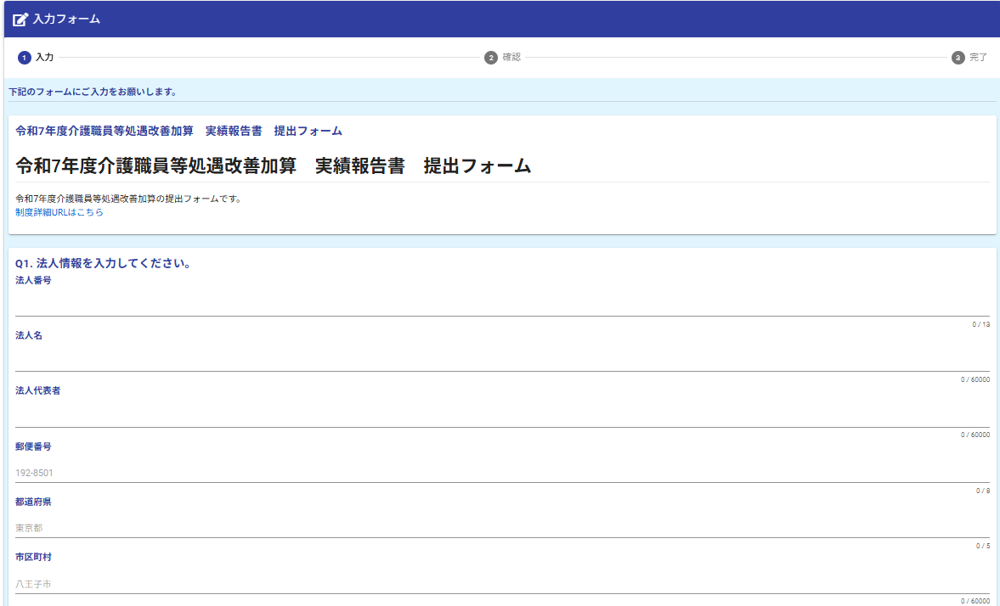 入力フォーム
1 入力
2 確認
3 完了
下記のフォームにご入力をお願いします。
令和7年度介護職員等処遇改善加算　実績報告書　提出フォーム
令和7年度介護職員等処遇改善加算　実績報告書　提出フォーム
令和7年度介護職員等処遇改善加算の提出フォームです。
制度詳細URLはこちら
Q1. 法人情報を入力してください。
法人番号
0 / 13
法人名
0 / 60000
法人代表者
0 / 60000
郵便番号
192-8501
0 / 8
都道府県
東京都
0 / 5
市区町村
八王子市
0 / 60000